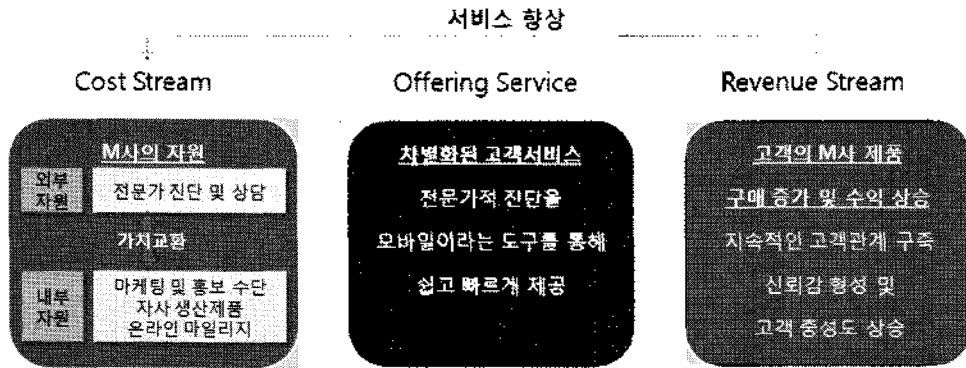 서비스 향상
Cost Stream
Offering Service
Revenue Stream
M사의 자원
외부
자원
전문가 진단 및 상담
가치교환
내부
자원
마케팅 및 홍보 수단
자사 생산제품
온라인 마일리지
차별화된 고객서비스
전문가적 진단을
모바일이라는 도구를 통해
쉽고 빠르게 제공
고객의 M사 제품
구매 증가 및 수익 상승
지속적인 고객관계 구축
신뢰감 형성 및
고객 충성도 상승